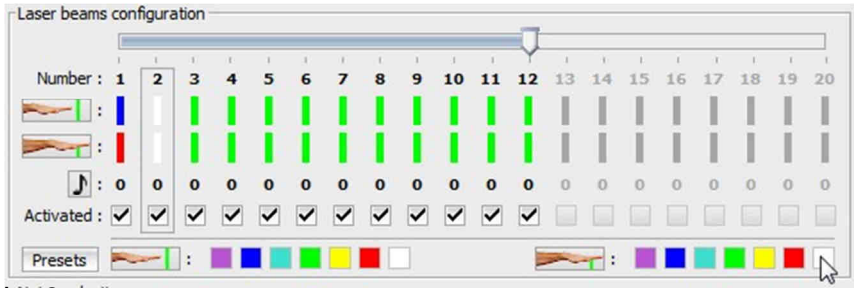 Laser beams configuration
Number : 1 2 3 4 5 6 7 8 9 10 11 12 13 14 15 16 17 18 19 20
:
:
♪ : 0 0 0 0 0 0 0 0 0 0 0 0 0 0 0 0 0 0 0 0
Activated :
Presets : :